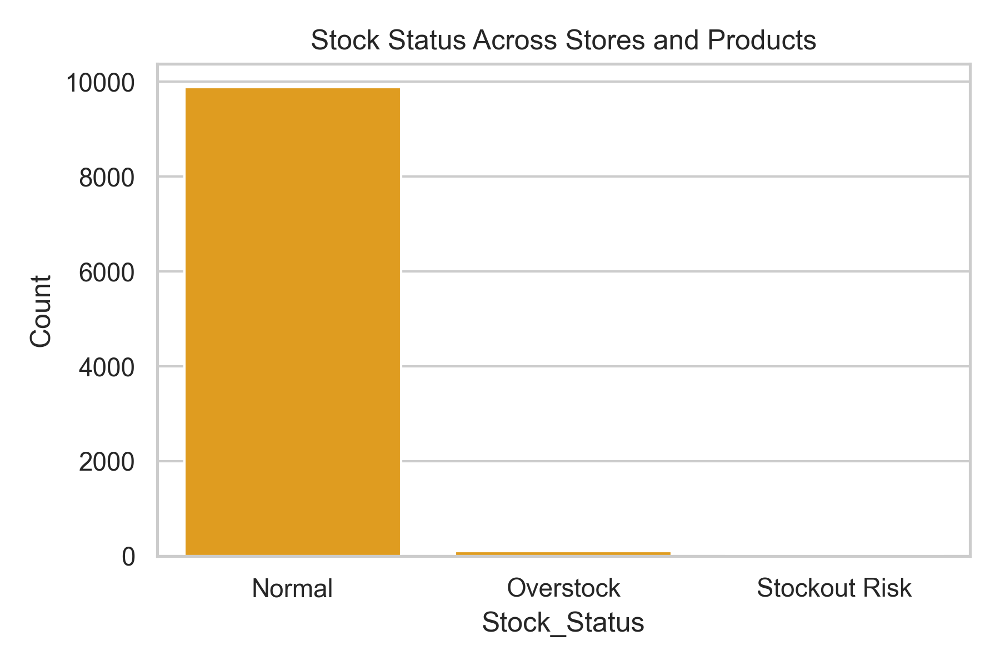 Stock Status Across Stores and Products
10000
8000
6000
4000
2000
0
Count
Normal
Overstock
Stockout Risk
Stock_Status